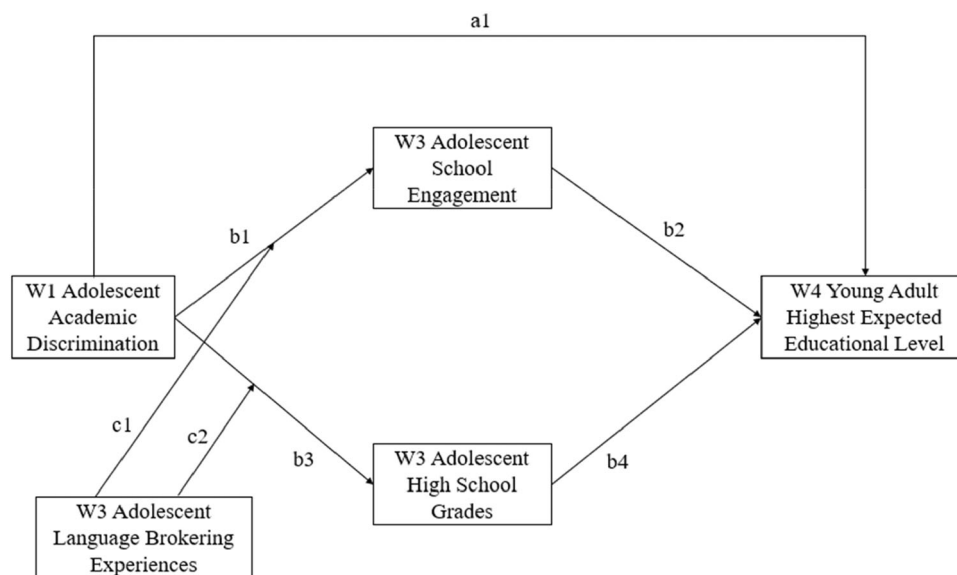 a1
W3 Adolescent
School
Engagement
b1
b2
W1 Adolescent
Academic
Discrimination
W4 Young Adult
Highest Expected
Educational Level
c1
c2
b3
b4
W3 Adolescent
High School
Grades
W3 Adolescent
Language Brokering
Experiences